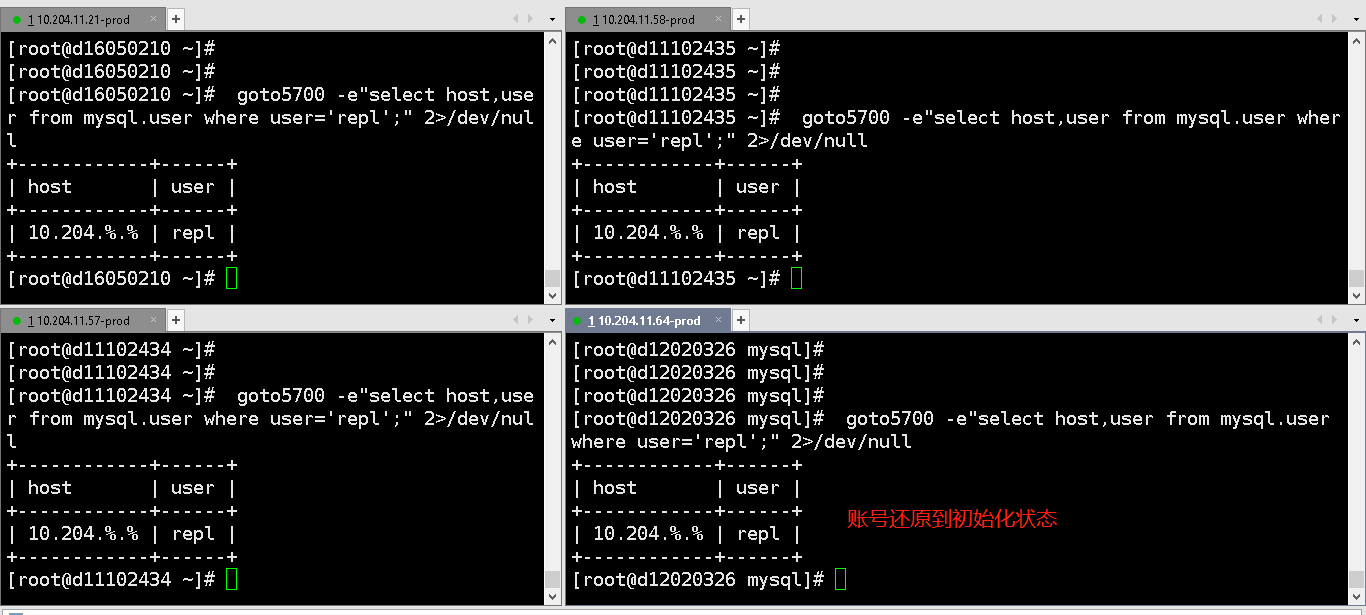 1 10.204.11.21-prod × +
[root@d16050210 ~]#
[root@d16050210 ~]#
[root@d16050210 ~]#  goto5700 -e"select host,use
r from mysql.user where user='repl';" 2>/dev/nul
l
+------------+------+
| host       | user |
+------------+------+
| 10.204.%.% | repl |
+------------+------+
[root@d16050210 ~]#
1 10.204.11.58-prod × +
[root@d11102435 ~]#
[root@d11102435 ~]#
[root@d11102435 ~]#
[root@d11102435 ~]#  goto5700 -e"select host,user from mysql.user wher
e user='repl';" 2>/dev/null
+------------+------+
| host       | user |
+------------+------+
| 10.204.%.% | repl |
+------------+------+
[root@d11102435 ~]#
1 10.204.11.57-prod × +
[root@d11102434 ~]#
[root@d11102434 ~]#
[root@d11102434 ~]#  goto5700 -e"select host,use
r from mysql.user where user='repl';" 2>/dev/nul
l
+------------+------+
| host       | user |
+------------+------+
| 10.204.%.% | repl |
+------------+------+
[root@d11102434 ~]#
1 10.204.11.64-prod × +
[root@d12020326 mysql]#
[root@d12020326 mysql]#
[root@d12020326 mysql]#
[root@d12020326 mysql]#  goto5700 -e"select host,user from mysql.user
where user='repl';" 2>/dev/null
+------------+------+
| host       | user |
+------------+------+
| 10.204.%.% | repl |
+------------+------+
账号还原到初始化状态
[root@d12020326 mysql]#